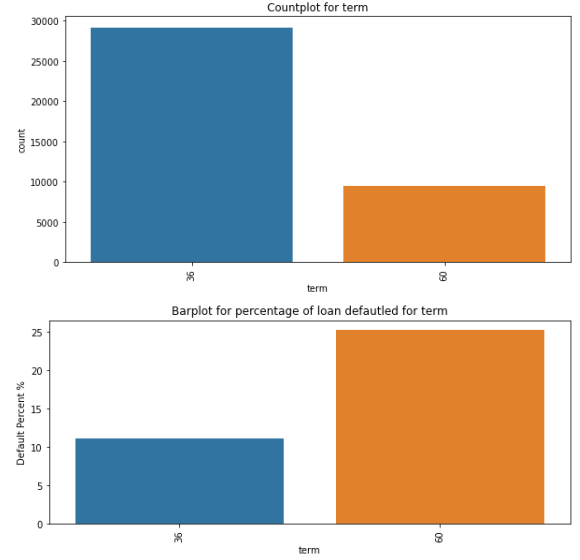 Countplot for term
30000
25000
20000
15000
10000
5000
0
count
36
60
term
Barplot for percentage of loan defautled for term
25
20
15
10
5
0
Default Percent %
36
60
term